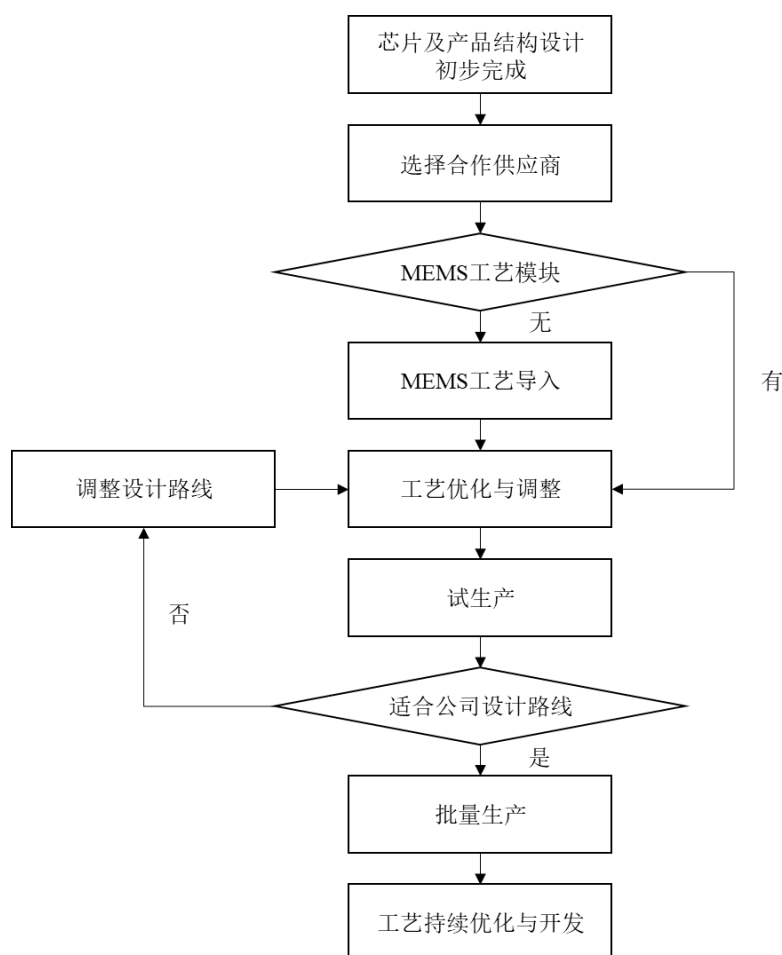 芯片及产品结构设计
初步完成
选择合作供应商
MEMS工艺模块
无
有
MEMS工艺导入
调整设计路线
工艺优化与调整
试生产
否
适合公司设计路线
是
批量生产
工艺持续优化与开发